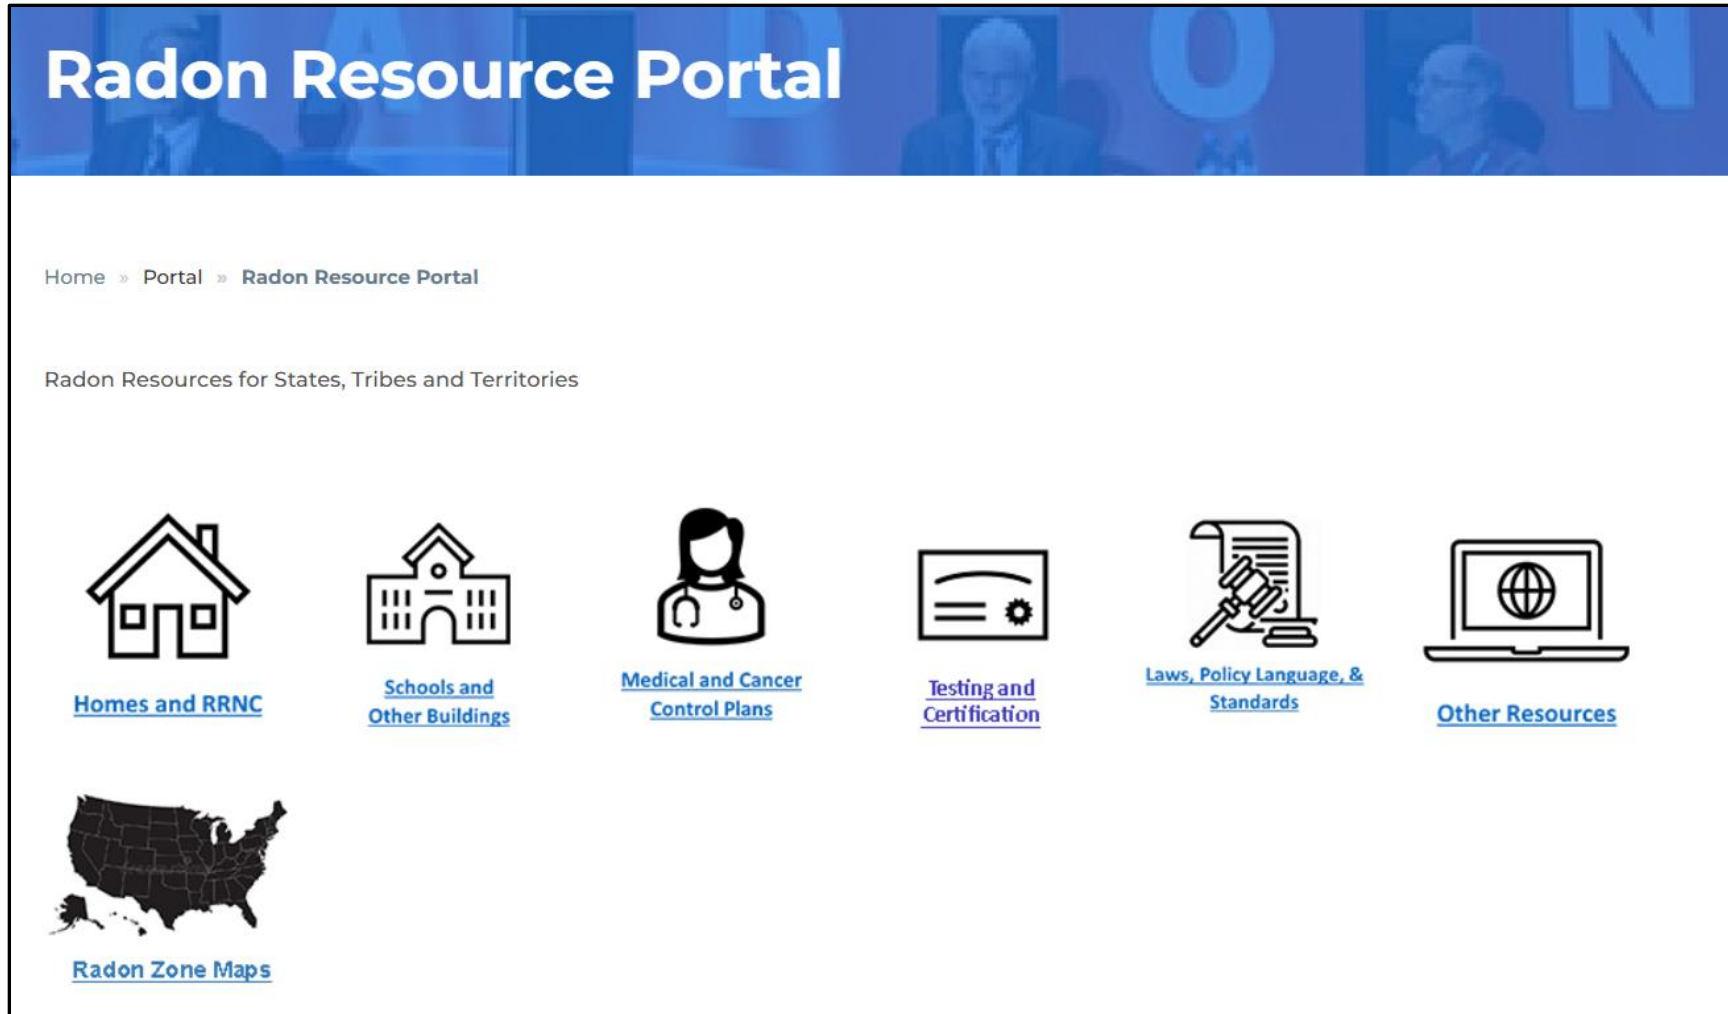 Radon Resource Portal
A D O N
Home » Portal » Radon Resource Portal
Radon Resources for States, Tribes and Territories
Homes and RRNC
Schools and
Other Buildings
Medical and Cancer
Control Plans
Testing and
Certification
Laws, Policy Language, &
Standards
Other Resources
Radon Zone Maps